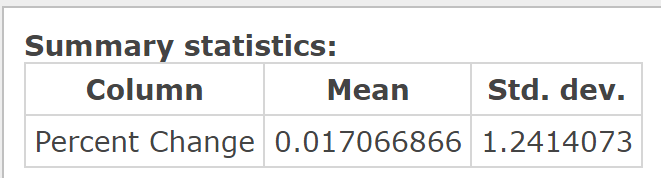 Summary statistics:
Column Mean Std. dev.
Percent Change 0.017066866 1.2414073